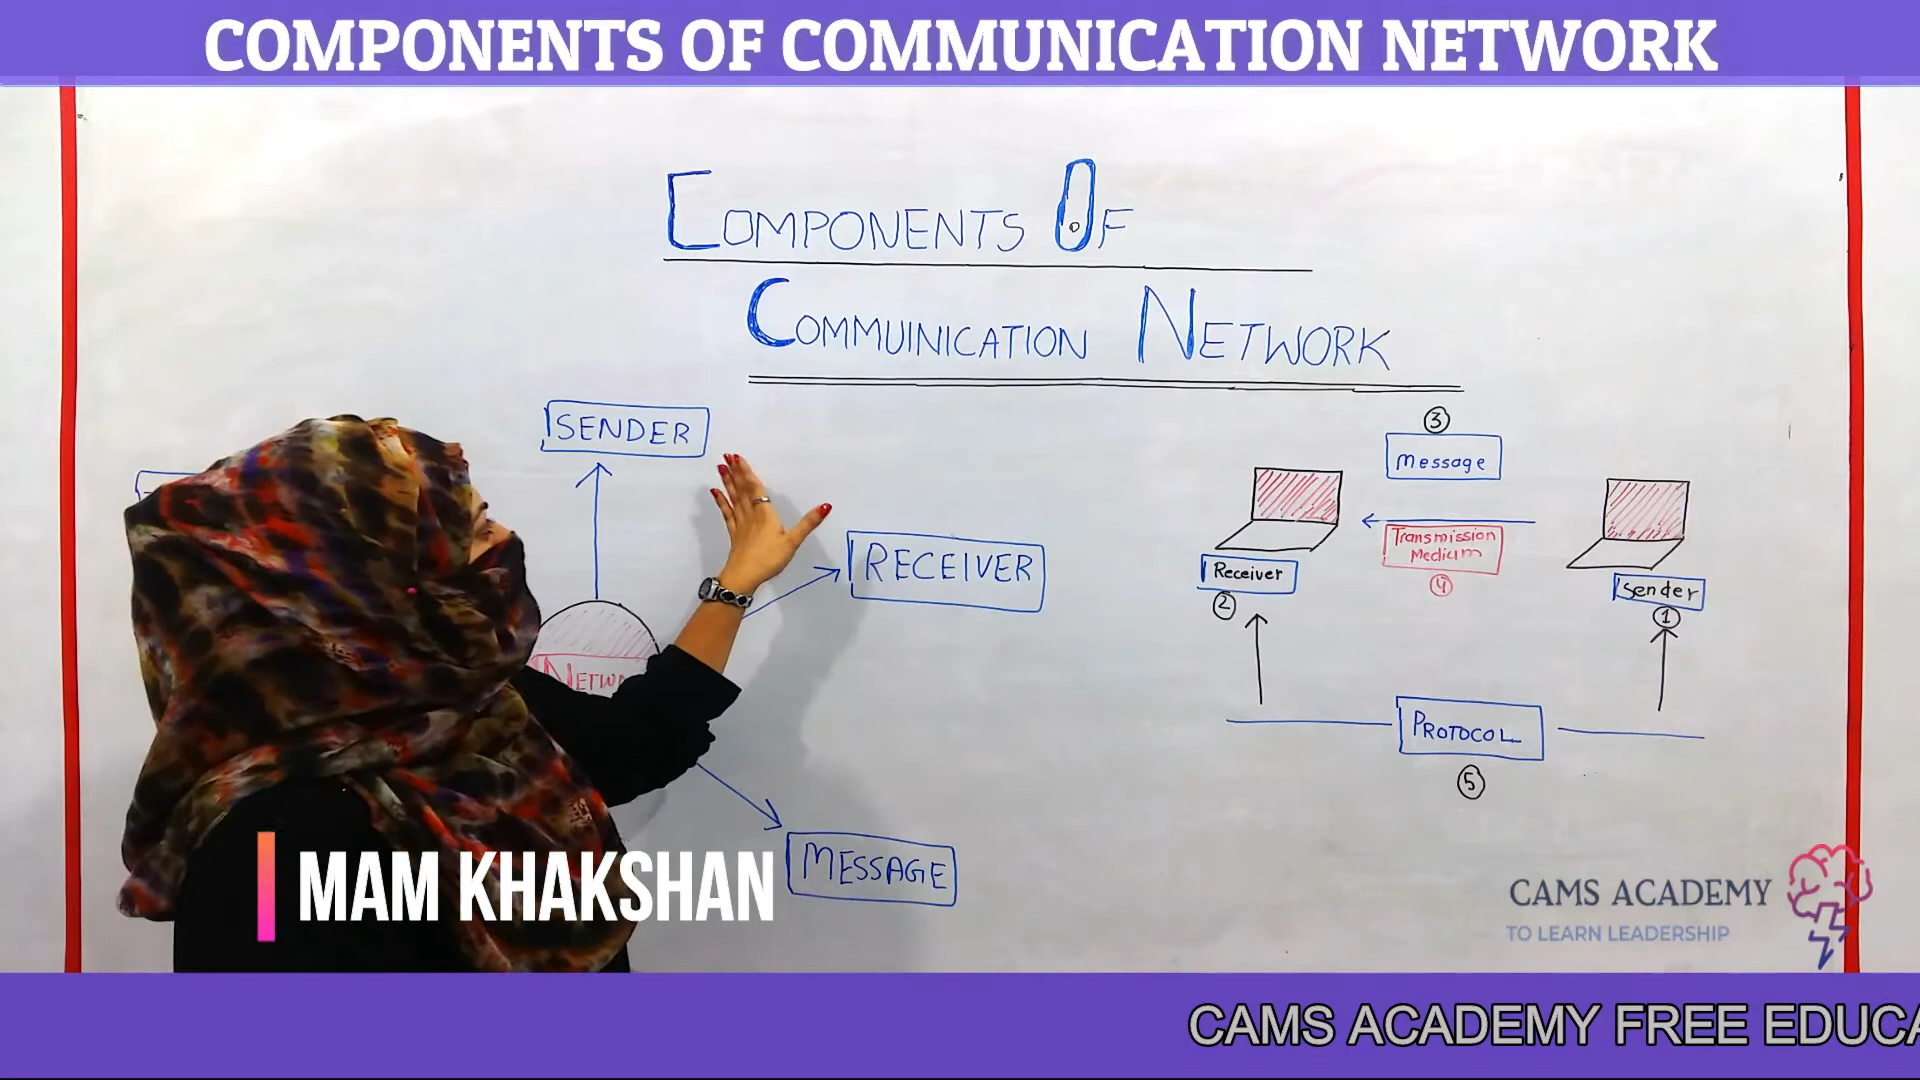 COMPONENTS OF COMMUNICATION NETWORK
COMPONENTS OF
COMMUINICATION NETWORK
SENDER
RECEIVER
MESSAGE
3
Message
Transmission
Medium
4
Receiver
2
Sender
1
PROTOCOL
5
MAM KHAKSHAN
CAMS ACADEMY
TO LEARN LEADERSHIP
CAMS ACADEMY FREE